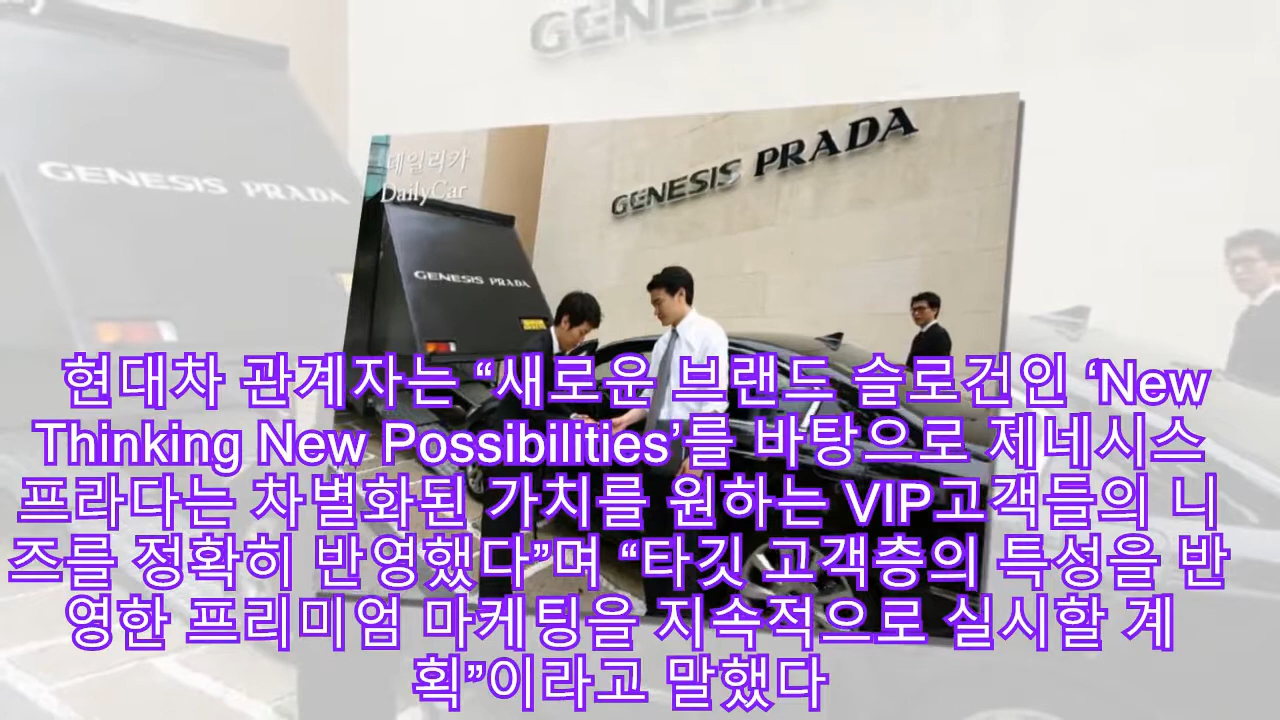 GENESIS
GENESIS PRADA
데일리카
DailyCar
GENESIS PRADA
GENESIS PRADA
현대차 관계자는 “새로운 브랜드 슬로건인 ‘New
Thinking New Possibilities’를 바탕으로 제네시스
프라다는 차별화된 가치를 원하는 VIP고객들의 니
즈를 정확히 반영했다”며 “타깃 고객층의 특성을 반
영한 프리미엄 마케팅을 지속적으로 실시할 계
획”이라고 말했다